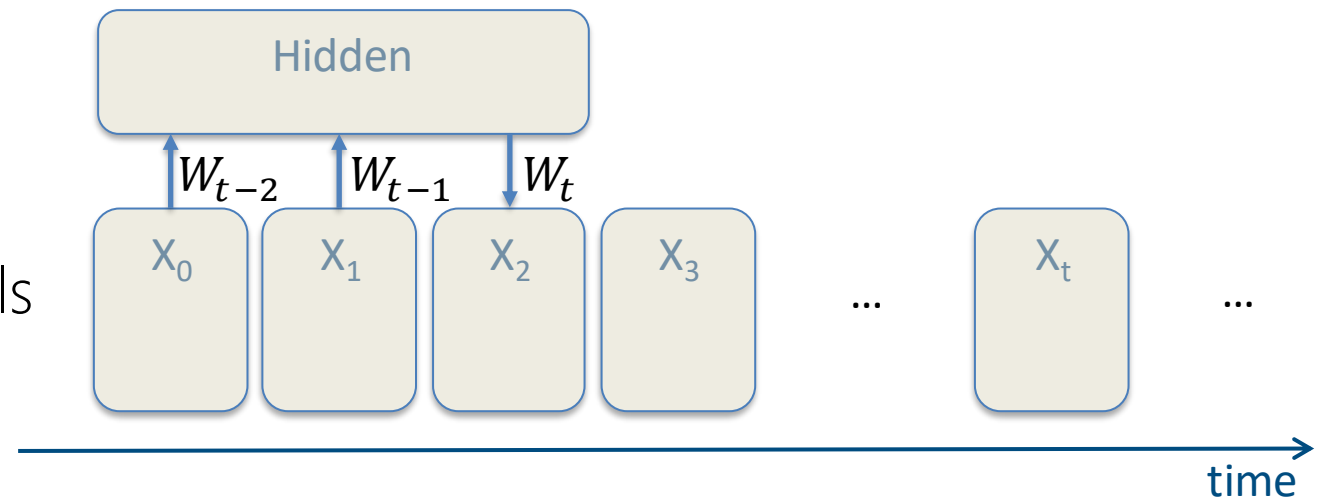 Hidden
W_{t-2} W_{t-1} W_t
X_0 X_1 X_2 X_3 X_t
ls ... ...
time